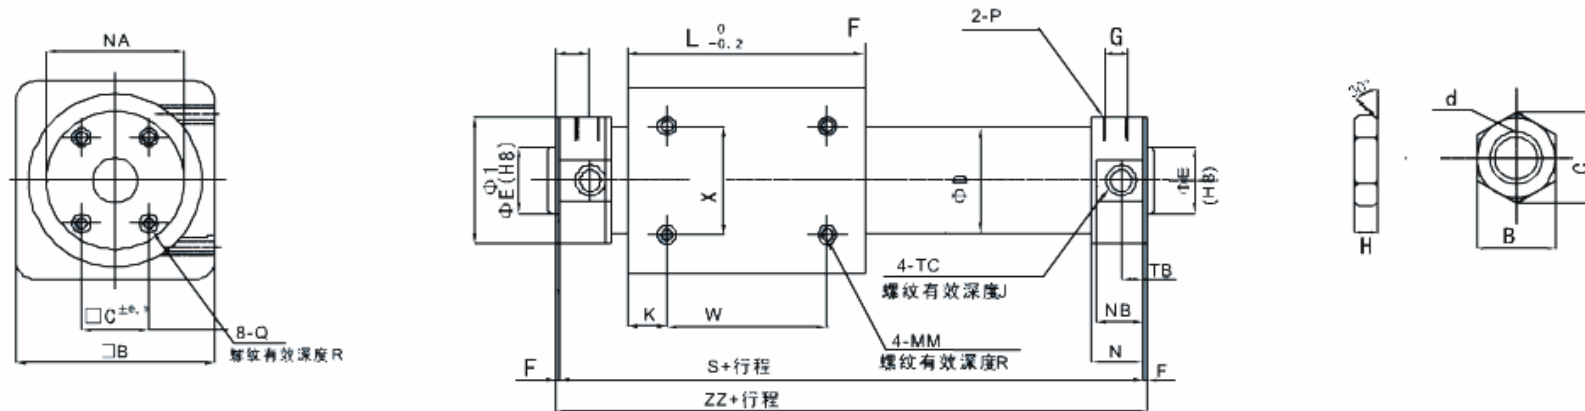 NA
□C±0.1
□B
8-Q
螺纹有效深度R
L 0 -0.2
F
2-P
G
Φ1
ΦE(H8)
X
ΦD
ΦE
(H8)
4-TC
螺纹有效深度J
TB
K
W
NB
4-MM
螺纹有效深度R
N
F
S+行程
F
ZZ+行程
30°
H
d
C
B